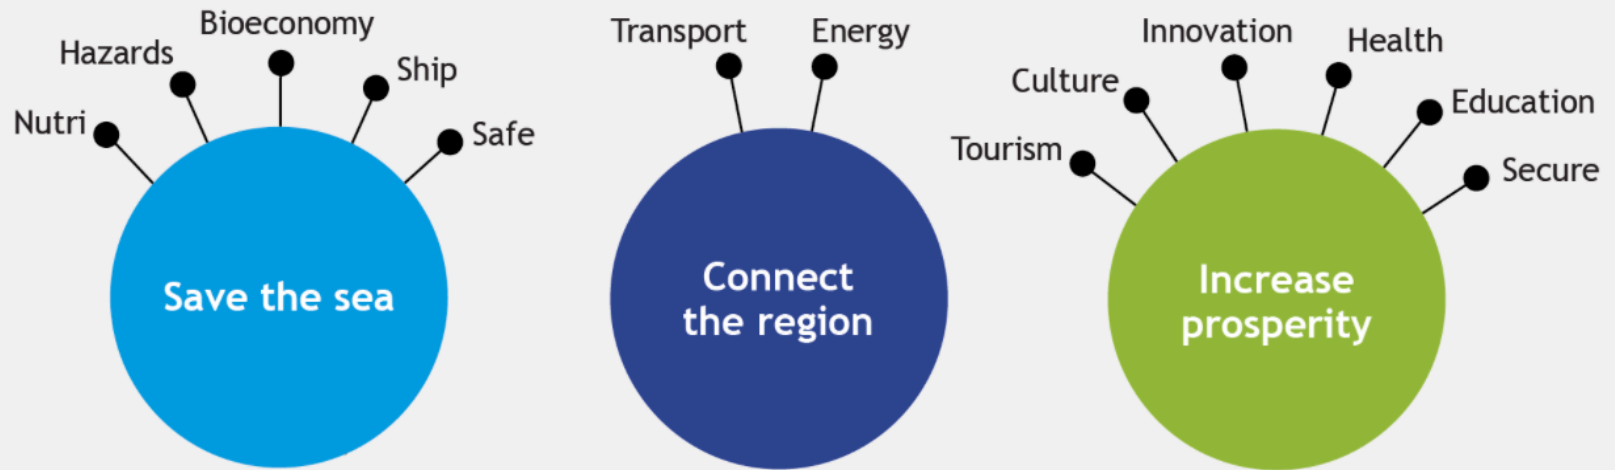 Nutri
Hazards
Bioeconomy
Ship
Safe
Save the sea
Transport
Energy
Connect
the region
Tourism
Culture
Innovation
Health
Education
Secure
Increase
prosperity